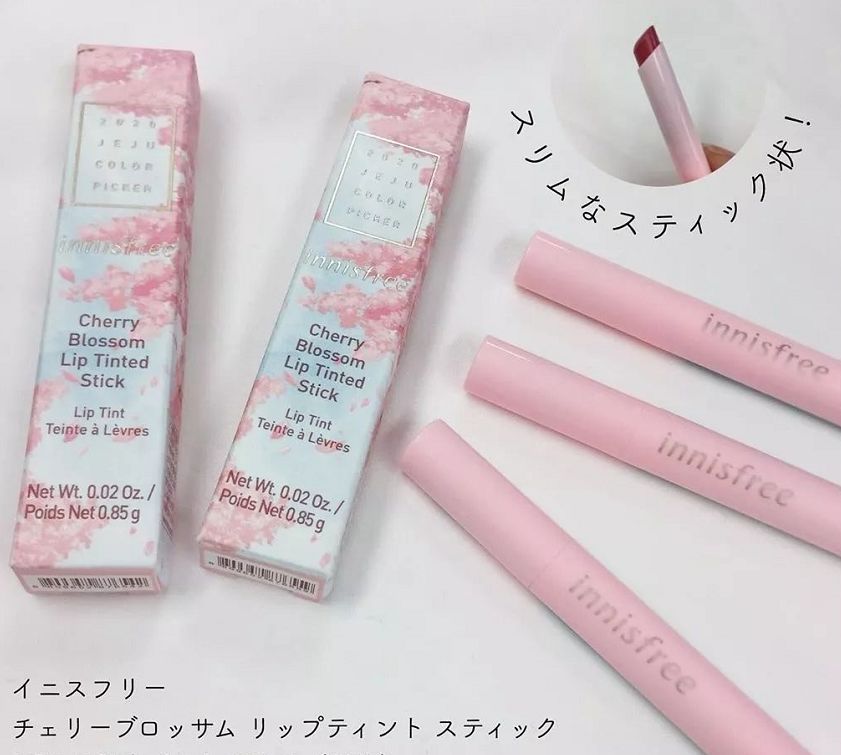 2020
JEJU
COLOR
PICKER
innisfree
Cherry
Blossom
Lip Tinted
Stick
Lip Tint
Teinte à Lèvres
Net Wt. 0.02 Oz. /
Poids Net 0.85 g
2020
JEJU
COLOR
PICKER
innisfree
Cherry
Blossom
Lip Tinted
Stick
Lip Tint
Teinte à Lèvres
Net Wt. 0.02 Oz. /
Poids Net 0.85 g
スリムなスティック状！
innisfree
innisfree
innisfree
イニスフリー
チェリーブロッサム リップティント スティック